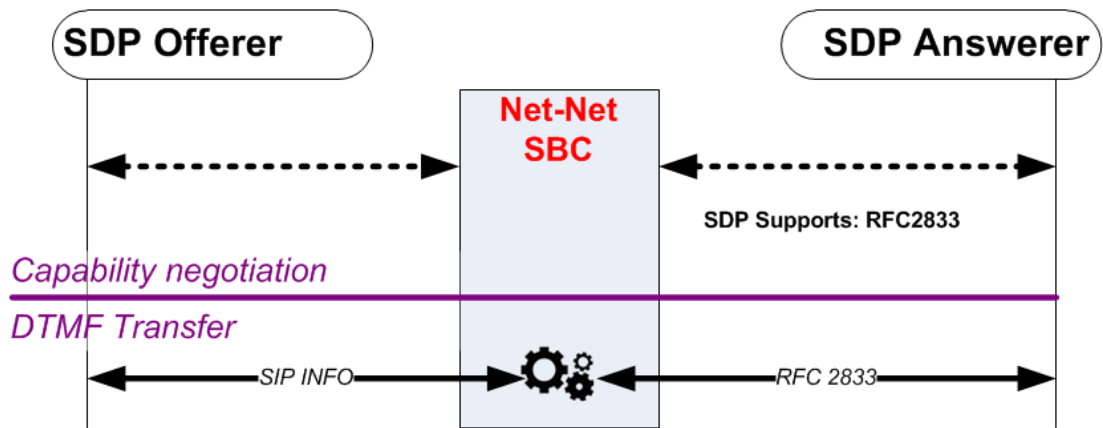 SDP Offerer
SDP Answerer
Net-Net
SBC
SDP Supports: RFC2833
Capability negotiation
DTMF Transfer
SIP INFO
RFC 2833